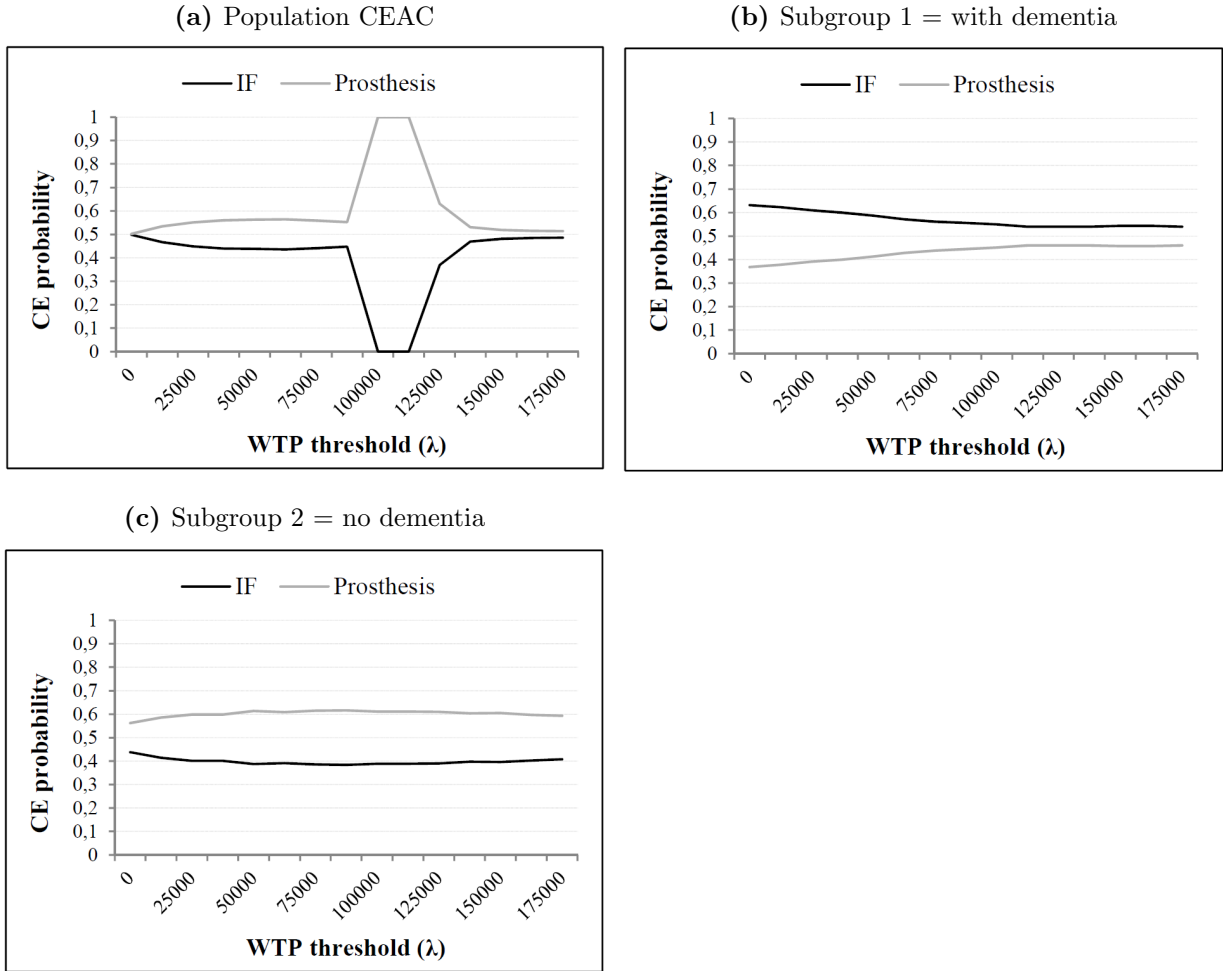 (a) Population CEAC
IF Prosthesis
1
0,9
0,8
0,7
0,6
0,5
0,4
0,3
0,2
0,1
0
CE probability
0 25000 50000 75000 100000 125000 150000 175000
WTP threshold (λ)
(b) Subgroup 1 = with dementia
IF Prosthesis
1
0,9
0,8
0,7
0,6
0,5
0,4
0,3
0,2
0,1
0
CE probability
0 25000 50000 75000 100000 125000 150000 175000
WTP threshold (λ)
(c) Subgroup 2 = no dementia
IF Prosthesis
1
0,9
0,8
0,7
0,6
0,5
0,4
0,3
0,2
0,1
0
CE probability
0 25000 50000 75000 100000 125000 150000 175000
WTP threshold (λ)